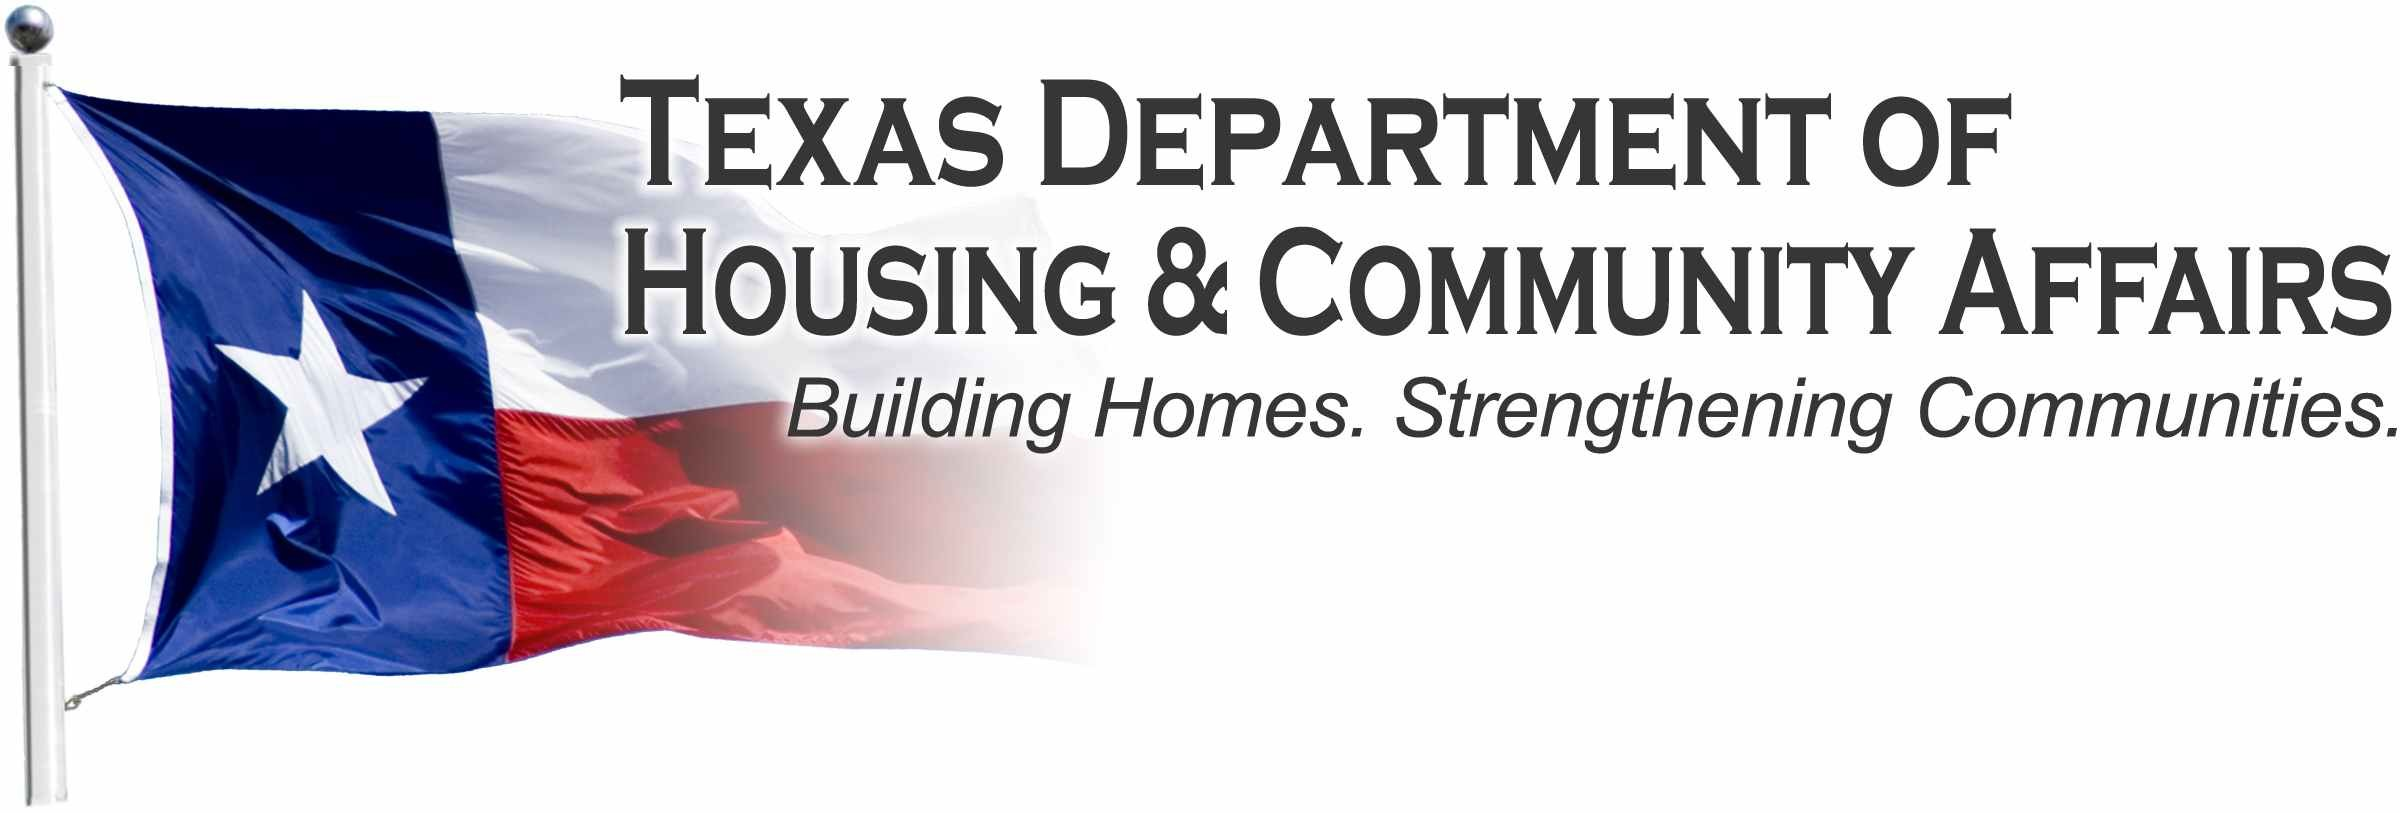 Texas Department of
Housing & Community Affairs
Building Homes. Strengthening Communities.